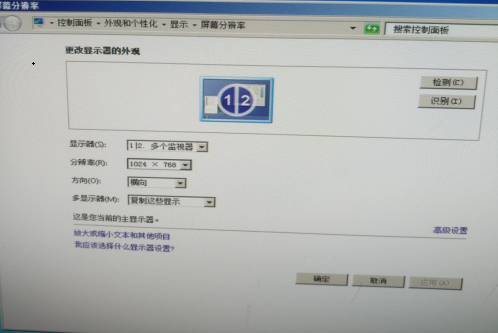 屏幕分辨率
控制面板 - 外观和个性化 - 显示 - 屏幕分辨率
搜索控制面板
更改显示器的外观
1 2
检测(C)
识别(I)
显示器(S): 1|2. 多个监视器
分辨率(R): 1024 × 768
方向(O): 横向
多显示器(M): 复制这些显示
这是您当前的主显示器。
高级设置
放大或缩小文本和其他项目
我应该选择什么显示器设置?
确定 取消 应用(A)